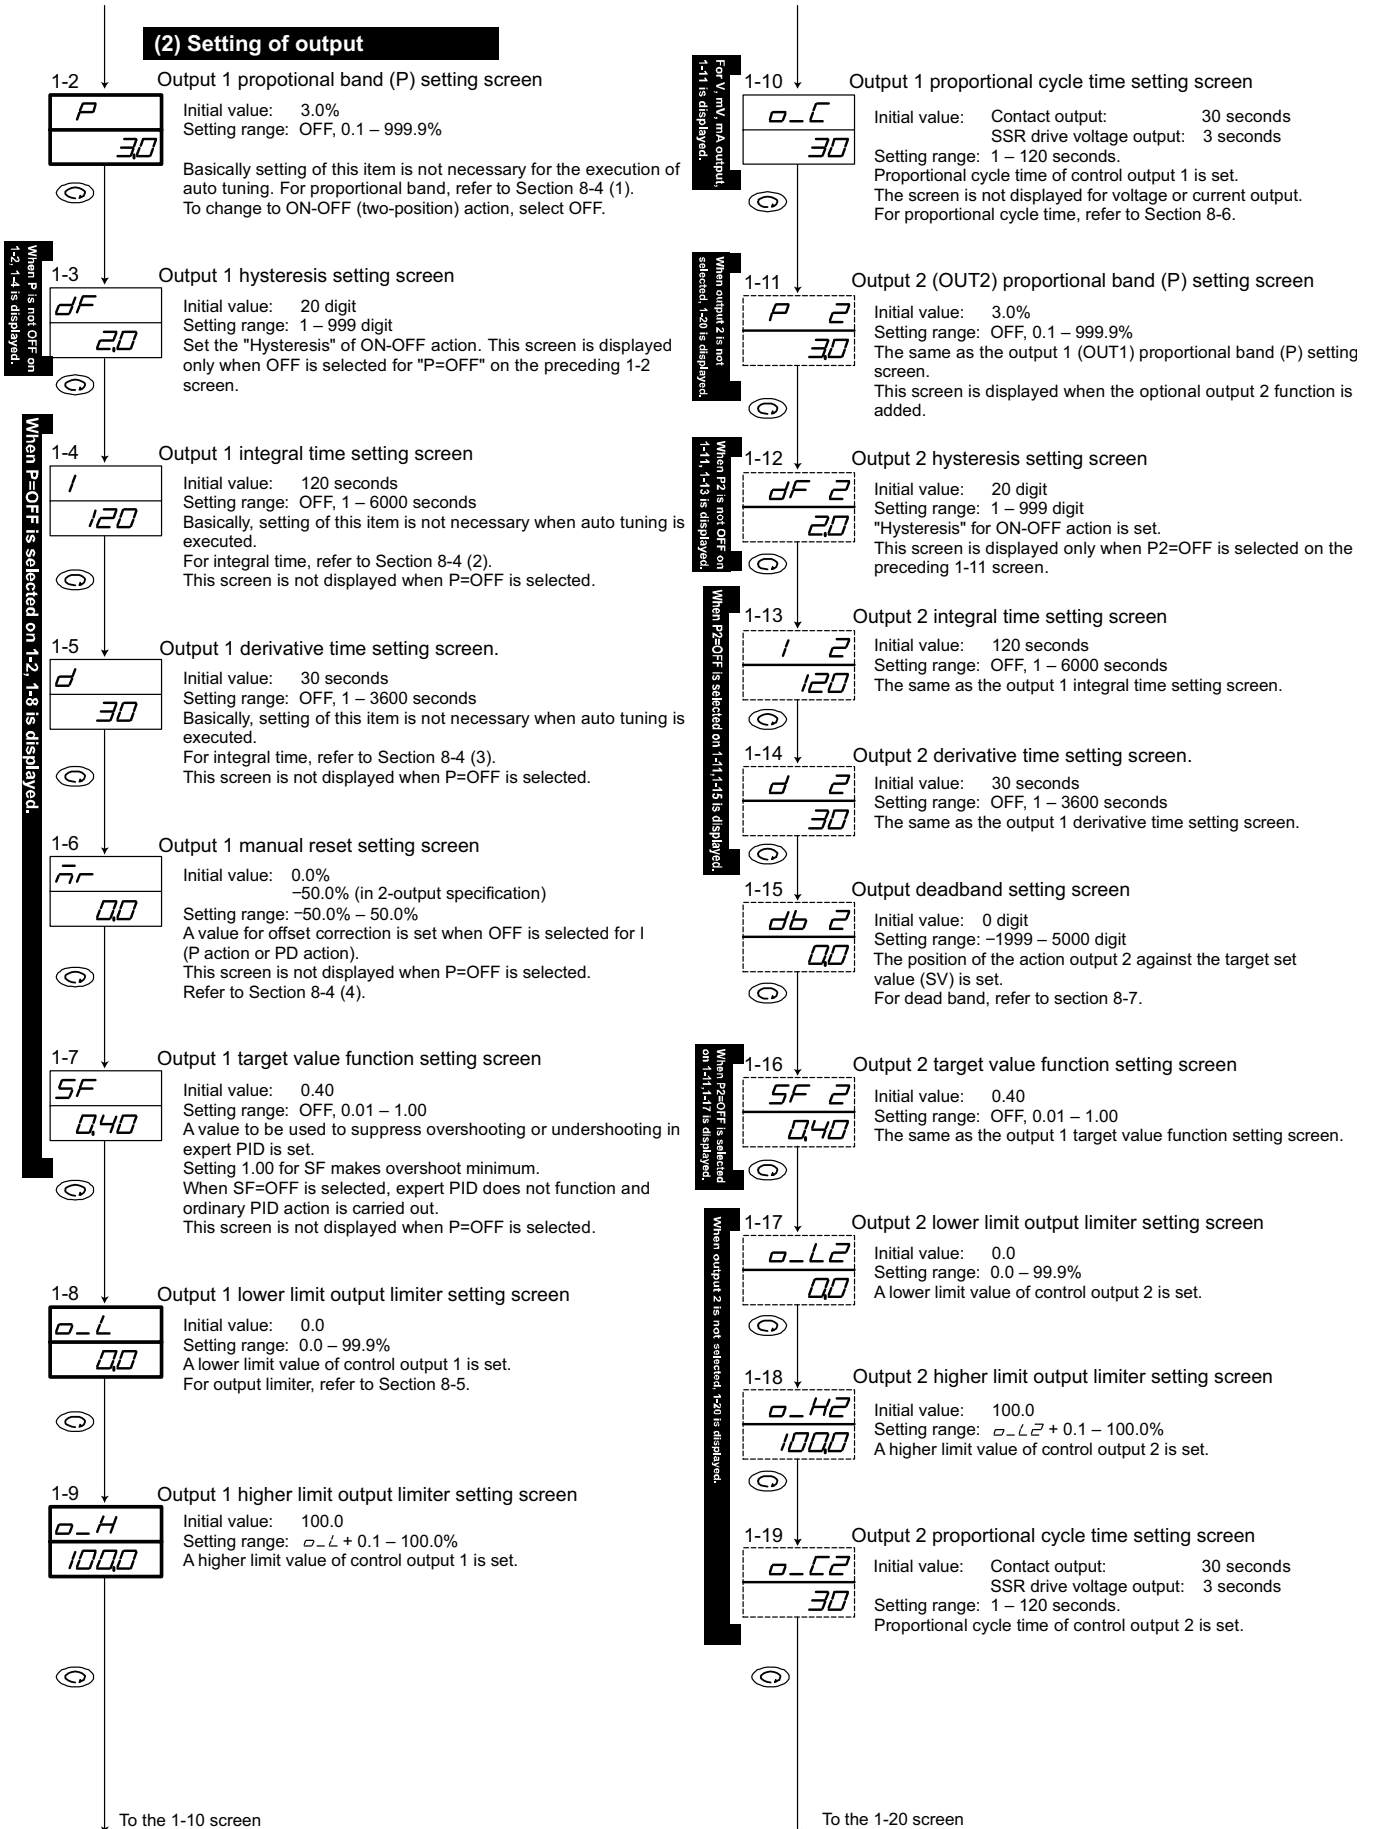 (2) Setting of output
1-2
Output 1 propotional band (P) setting screen
P
3.0
Initial value: 3.0%
Setting range: OFF, 0.1 – 999.9%
Basically setting of this item is not necessary for the execution of
auto tuning. For proportional band, refer to Section 8-4 (1).
To change to ON-OFF (two-position) action, select OFF.
When P is not OFF on
1-2, 1-4 is displayed.
1-3
Output 1 hysteresis setting screen
dF
2.0
Initial value: 20 digit
Setting range: 1 – 999 digit
Set the "Hysteresis" of ON-OFF action. This screen is displayed
only when OFF is selected for "P=OFF" on the preceding 1-2
screen.
When P=OFF is selected on 1-2, 1-8 is displayed.
1-4
Output 1 integral time setting screen
I
120
Initial value: 120 seconds
Setting range: OFF, 1 – 6000 seconds
Basically, setting of this item is not necessary when auto tuning is
executed.
For integral time, refer to Section 8-4 (2).
This screen is not displayed when P=OFF is selected.
1-5
Output 1 derivative time setting screen.
d
30
Initial value: 30 seconds
Setting range: OFF, 1 – 3600 seconds
Basically, setting of this item is not necessary when auto tuning is
executed.
For integral time, refer to Section 8-4 (3).
This screen is not displayed when P=OFF is selected.
1-6
Output 1 manual reset setting screen
0.0
Initial value: 0.0%
−50.0% (in 2-output specification)
Setting range: −50.0% – 50.0%
A value for offset correction is set when OFF is selected for I
(P action or PD action).
This screen is not displayed when P=OFF is selected.
Refer to Section 8-4 (4).
1-7
Output 1 target value function setting screen
SF
0.40
Initial value: 0.40
Setting range: OFF, 0.01 – 1.00
A value to be used to suppress overshooting or undershooting in
expert PID is set.
Setting 1.00 for SF makes overshoot minimum.
When SF=OFF is selected, expert PID does not function and
ordinary PID action is carried out.
This screen is not displayed when P=OFF is selected.
1-8
Output 1 lower limit output limiter setting screen
o_L
0.0
Initial value: 0.0
Setting range: 0.0 – 99.9%
A lower limit value of control output 1 is set.
For output limiter, refer to Section 8-5.
1-9
Output 1 higher limit output limiter setting screen
o_H
100.0
Initial value: 100.0
Setting range: o_L + 0.1 – 100.0%
A higher limit value of control output 1 is set.
To the 1-10 screen
For V, mV, mA output,
1-11 is displayed.
1-10
Output 1 proportional cycle time setting screen
o_C
30
Initial value: Contact output: 30 seconds
SSR drive voltage output: 3 seconds
Setting range: 1 – 120 seconds.
Proportional cycle time of control output 1 is set.
The screen is not displayed for voltage or current output.
For proportional cycle time, refer to Section 8-6.
When output 2 is not
selected, 1-20 is displayed.
1-11
Output 2 (OUT2) proportional band (P) setting screen
P 2
3.0
Initial value: 3.0%
Setting range: OFF, 0.1 – 999.9%
The same as the output 1 (OUT1) proportional band (P) setting
screen.
This screen is displayed when the optional output 2 function is
added.
When P2 is not OFF on
1-11, 1-13 is displayed.
1-12
Output 2 hysteresis setting screen
dF 2
2.0
Initial value: 20 digit
Setting range: 1 – 999 digit
"Hysteresis" for ON-OFF action is set.
This screen is displayed only when P2=OFF is selected on the
preceding 1-11 screen.
When P2=OFF is selected on 1-11,1-15 is displayed.
1-13
Output 2 integral time setting screen
I 2
120
Initial value: 120 seconds
Setting range: OFF, 1 – 6000 seconds
The same as the output 1 integral time setting screen.
1-14
Output 2 derivative time setting screen.
d 2
30
Initial value: 30 seconds
Setting range: OFF, 1 – 3600 seconds
The same as the output 1 derivative time setting screen.
1-15
Output deadband setting screen
db 2
0.0
Initial value: 0 digit
Setting range: −1999 – 5000 digit
The position of the action output 2 against the target set
value (SV) is set.
For dead band, refer to section 8-7.
When P2=OFF is selected
on 1-11,1-17 is displayed.
1-16
Output 2 target value function setting screen
SF 2
0.40
Initial value: 0.40
Setting range: OFF, 0.01 – 1.00
The same as the output 1 target value function setting screen.
When output 2 is not selected, 1-20 is displayed.
1-17
Output 2 lower limit output limiter setting screen
o_L2
0.0
Initial value: 0.0
Setting range: 0.0 – 99.9%
A lower limit value of control output 2 is set.
1-18
Output 2 higher limit output limiter setting screen
o_H2
100.0
Initial value: 100.0
Setting range: o_L2 + 0.1 – 100.0%
A higher limit value of control output 2 is set.
1-19
Output 2 proportional cycle time setting screen
o_C2
30
Initial value: Contact output: 30 seconds
SSR drive voltage output: 3 seconds
Setting range: 1 – 120 seconds.
Proportional cycle time of control output 2 is set.
To the 1-20 screen